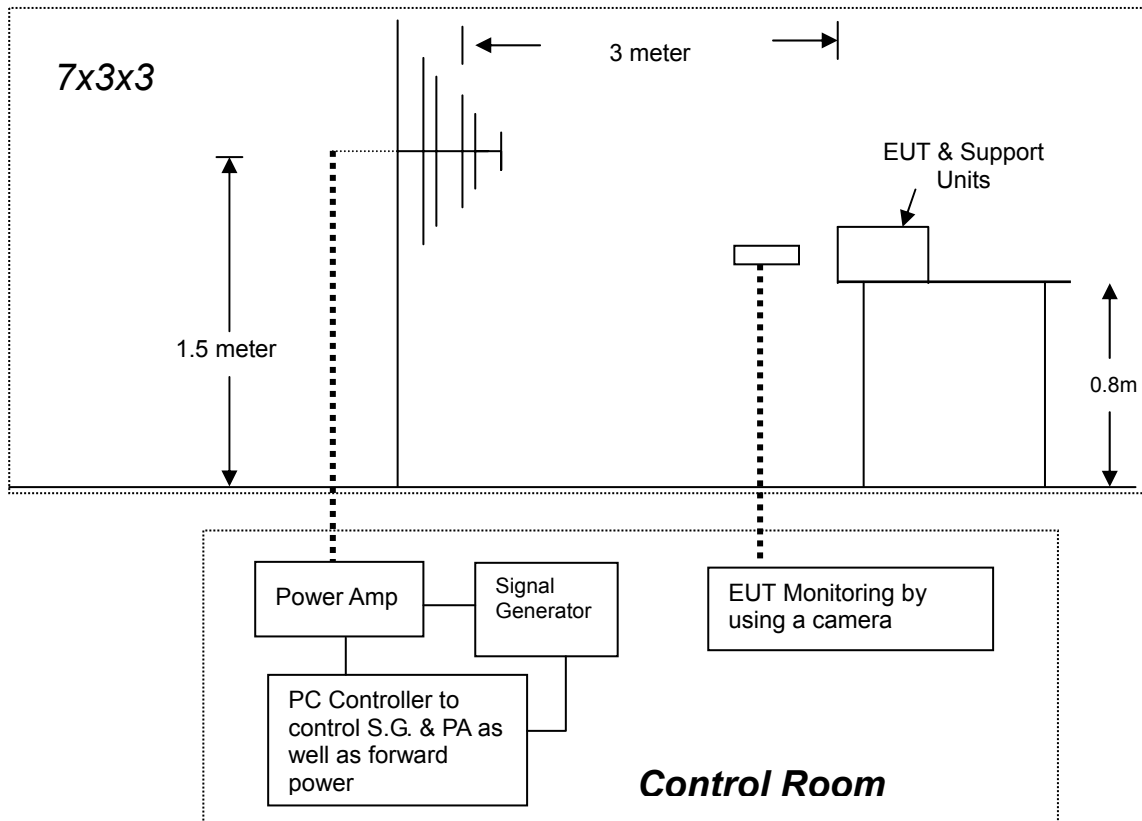 7x3x3
3 meter
EUT & Support
Units
1.5 meter
0.8m
Power Amp
Signal
Generator
EUT Monitoring by
using a camera
PC Controller to
control S.G. & PA as
well as forward
power
Control Room